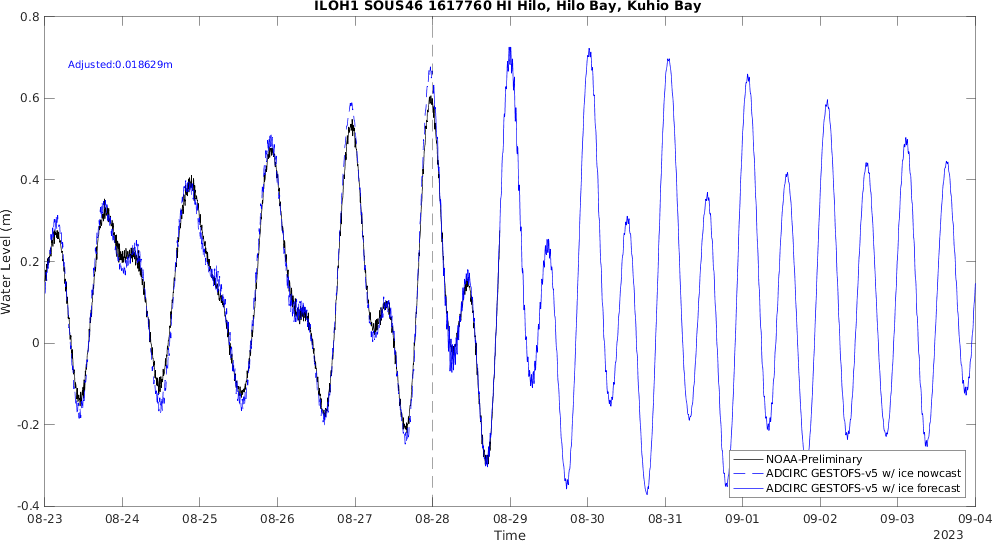 ILOH1 SOUS46 1617760 HI Hilo, Hilo Bay, Kuhio Bay
0.8
Adjusted:0.018629m
0.6
0.4
0.2
0
-0.2
-0.4
Water Level (m)
NOAA-Preliminary
ADCIRC GESTOFS-v5 w/ ice nowcast
ADCIRC GESTOFS-v5 w/ ice forecast
08-23 08-24 08-25 08-26 08-27 08-28 08-29 08-30 08-31 09-01 09-02 09-03 09-04
Time
2023